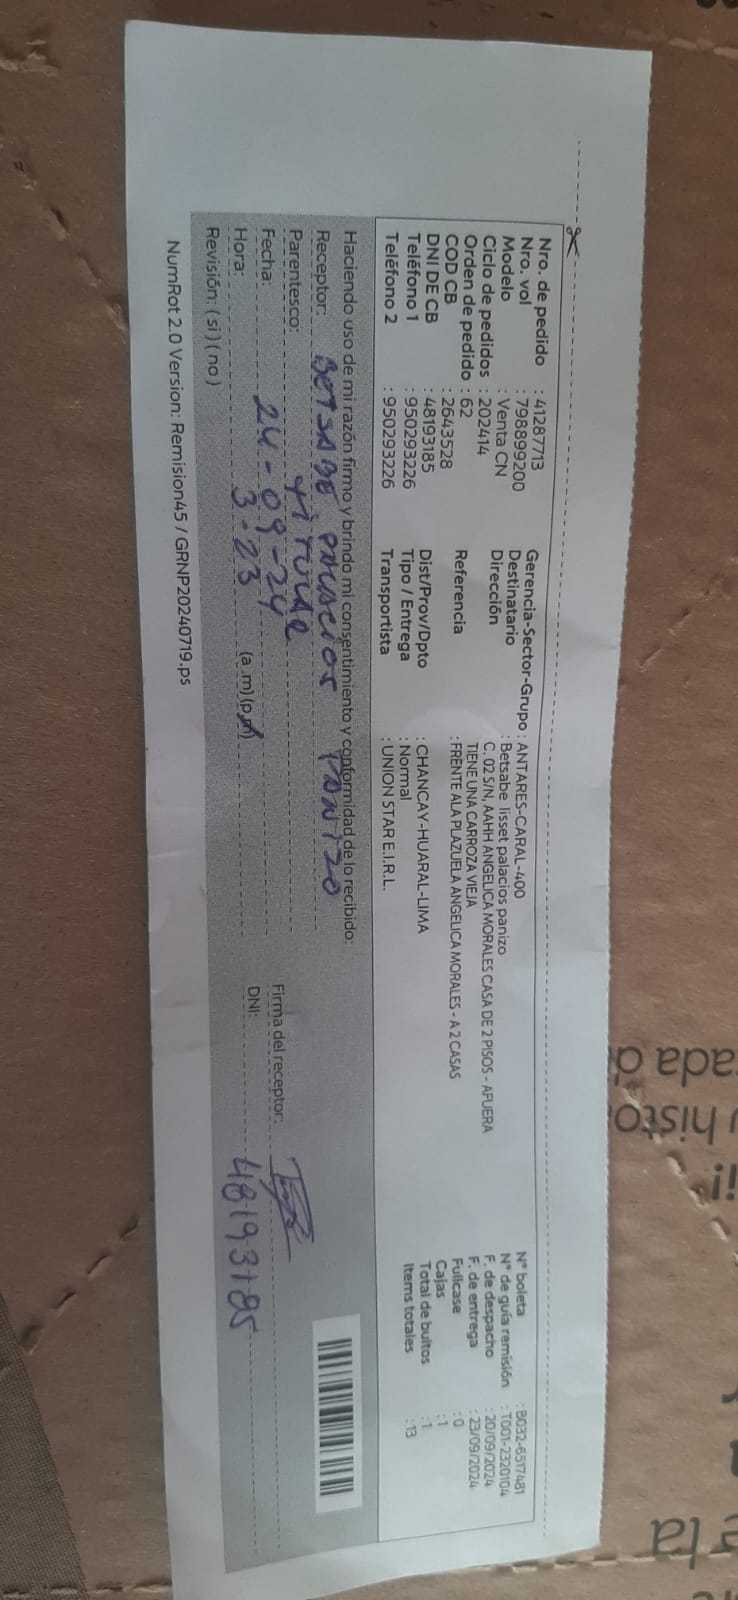 Nro. de pedido : 41287713
Nro. vol : 798899200
Modelo : Venta CN
Ciclo de pedidos : 202414
Orden de pedido : 62
COD CB : 2643528
DNI DE CB : 48193185
Teléfono 1 : 950293226
Teléfono 2 : 950293226
Gerencia-Sector-Grupo : ANTARES-CARAL-400
Destinatario : Betsabe lisset palacios panizo
Dirección C. 02 S/N, AAHH ANGELICA MORALES CASA DE 2 PISOS - AFUERA
TIENE UNA CARROZA VIEJA
Referencia : FRENTE ALA PLAZUELA ANGELICA MORALES - A 2 CASAS
Dist/Prov/Dpto : CHANCAY-HUARAL-LIMA
Tipo / Entrega : Normal
Transportista : UNION STAR E.I.R.L.
N° boleta : B032-6517481
N° de guía remisión : T001-2320104
F. de despacho : 20/09/2024
F. de entrega : 23/09/2024
Fullcase : 0
Cajas : 1
Total de bultos : 1
Items totales : 13
Haciendo uso de mi razón firmo y brindo mi consentimiento y conformidad de lo recibido:
Receptor: BETSABE PALACIOS PANIZO
Parentesco: titular
Fecha: 24-09-24
Hora: 3-23 (a.m)(p.m)
Revisión: (si)(no)
Firma del receptor:
DNI: 48193185
NumRot 2.0 Version: Remision45 / GRNP20240719.ps
ada d
histo
!!
la